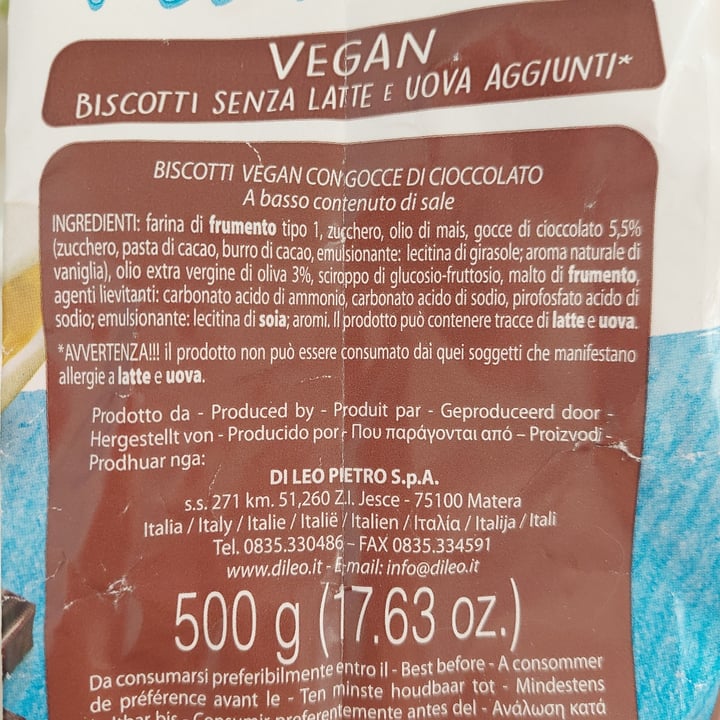 VEGAN
BISCOTTI SENZA LATTE E UOVA AGGIUNTI*
BISCOTTI VEGAN CON GOCCE DI CIOCCOLATO
A basso contenuto di sale
INGREDIENTI: farina di frumento tipo 1, zucchero, olio di mais, gocce di cioccolato 5,5%
(zucchero, pasta di cacao, burro di cacao, emulsionante: lecitina di girasole; aroma naturale di
vaniglia), olio extra vergine di oliva 3%, sciroppo di glucosio-fruttosio, malto di frumento,
agenti lievitanti: carbonato acido di ammonio, carbonato acido di sodio, pirofosfato acido di
sodio; emulsionante: lecitina di soia; aromi. Il prodotto può contenere tracce di latte e uova.
*AVVERTENZA!!! il prodotto non può essere consumato dai quei soggetti che manifestano
allergie a latte e uova.
Prodotto da - Produced by - Produit par - Geproduceerd door -
Hergestellt von - Producido por - Που παράγονται από – Proizvodi -
Prodhuar nga:
DI LEO PIETRO S.p.A.
s.s. 271 km. 51,260 Z.I. Jesce - 75100 Matera
Italia / Italy / Italie / Italië / Italien / Ιταλία / Italija / Itali
Tel. 0835.330486 – FAX 0835.334591
www.dileo.it - E-mail: info@dileo.it
500 g (17.63 oz.)
Da consumarsi preferibilmente entro il - Best before - A consommer
de préférence avant le - Ten minste houdbaar tot - Mindestens
bis - Consumir preferentemente antes del - Ανάλωση κατά